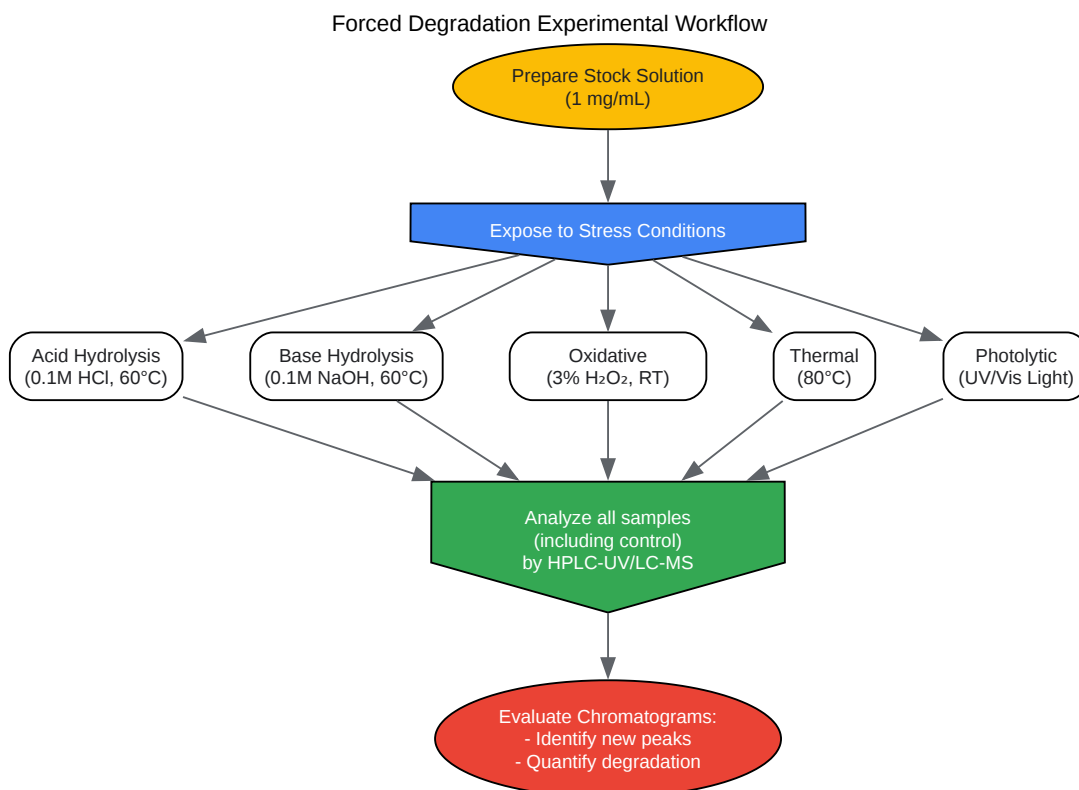 Forced Degradation Experimental Workflow
Prepare Stock Solution
(1 mg/mL)
Expose to Stress Conditions
Acid Hydrolysis
(0.1M HCl, 60°C)
Base Hydrolysis
(0.1M NaOH, 60°C)
Oxidative
(3% H₂O₂, RT)
Thermal
(80°C)
Photolytic
(UV/Vis Light)
Analyze all samples
(including control)
by HPLC-UV/LC-MS
Evaluate Chromatograms:
- Identify new peaks
- Quantify degradation